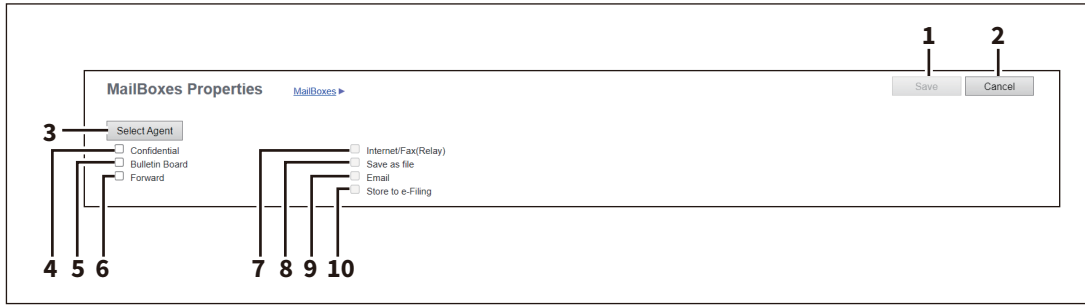 1 2
MailBoxes Properties MailBoxes ▶ Save Cancel
3 Select Agent
Confidential Internet/Fax(Relay)
Bulletin Board Save as file
Forward Email
Store to e-Filing
4 5 6 7 8 9 10